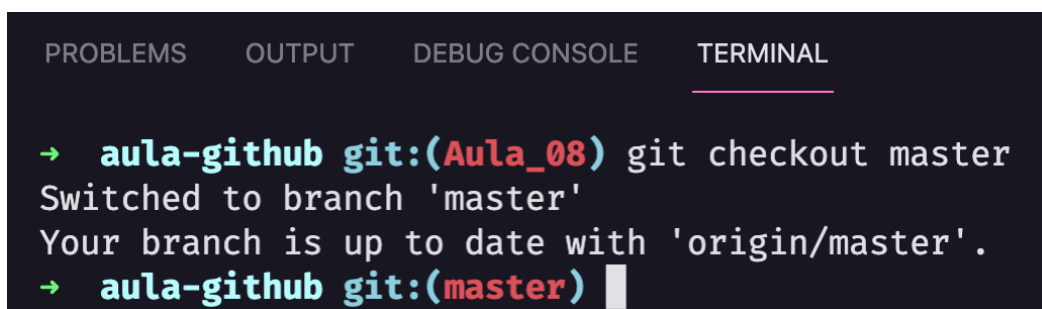 PROBLEMS OUTPUT DEBUG CONSOLE TERMINAL
→ aula-github git:(Aula_08) git checkout master
Switched to branch 'master'
Your branch is up to date with 'origin/master'.
→ aula-github git:(master)